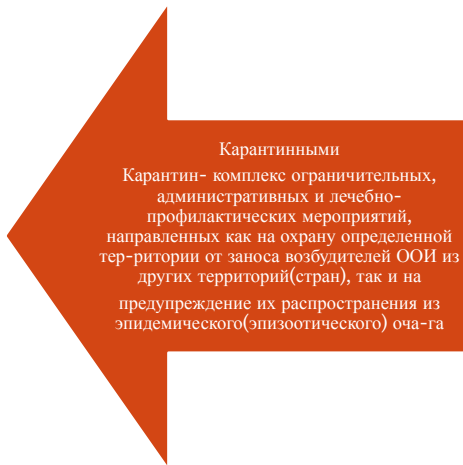 Карантинными
Карантин- комплекс ограничительных,
административных и лечебно-
профилактических мероприятий,
направленных как на охрану определенной
тер-ритории от заноса возбудителей ООИ из
других территорий(стран), так и на
предупреждение их распространения из
эпидемического(эпизоотического) оча-га